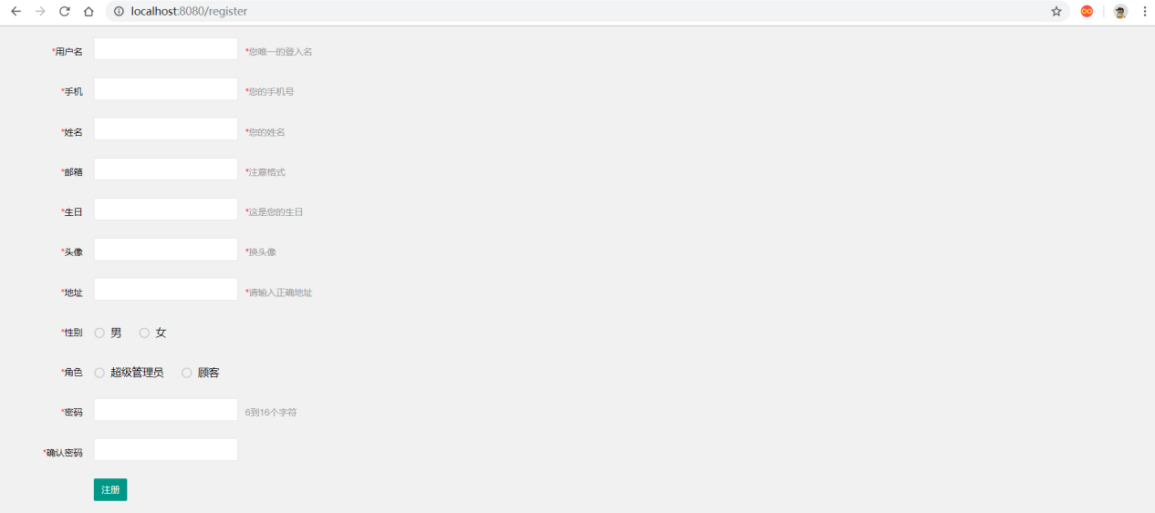 localhost:8080/register
*用户名 *您唯一的登入名
*手机 *您的手机号
*姓名 *您的姓名
*邮箱 *注意格式
*生日 *这是您的生日
*头像 *换头像
*地址 *请输入正确地址
*性别 男 女
*角色 超级管理员 顾客
*密码 6到16个字符
*确认密码
注册